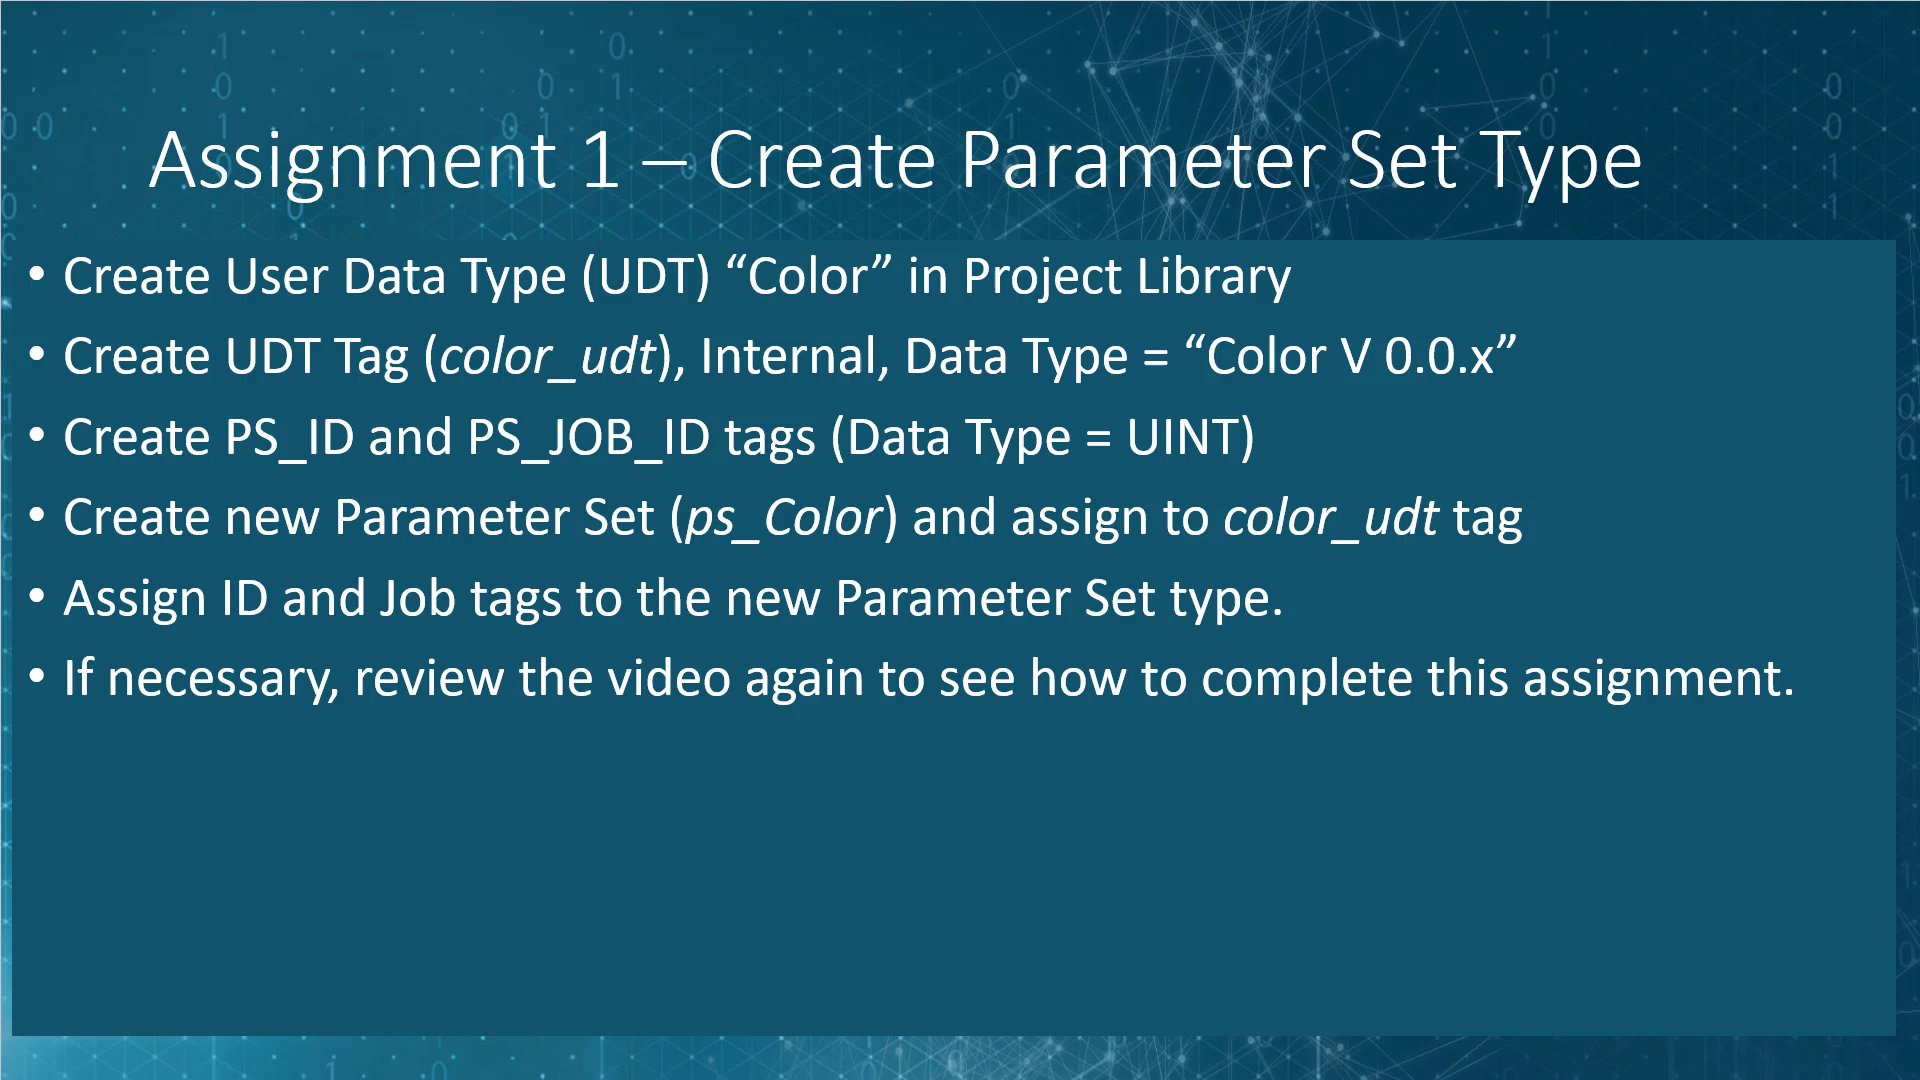 Assignment 1 – Create Parameter Set Type
• Create User Data Type (UDT) “Color” in Project Library
• Create UDT Tag (color_udt), Internal, Data Type = “Color V 0.0.x”
• Create PS_ID and PS_JOB_ID tags (Data Type = UINT)
• Create new Parameter Set (ps_Color) and assign to color_udt tag
• Assign ID and Job tags to the new Parameter Set type.
• If necessary, review the video again to see how to complete this assignment.